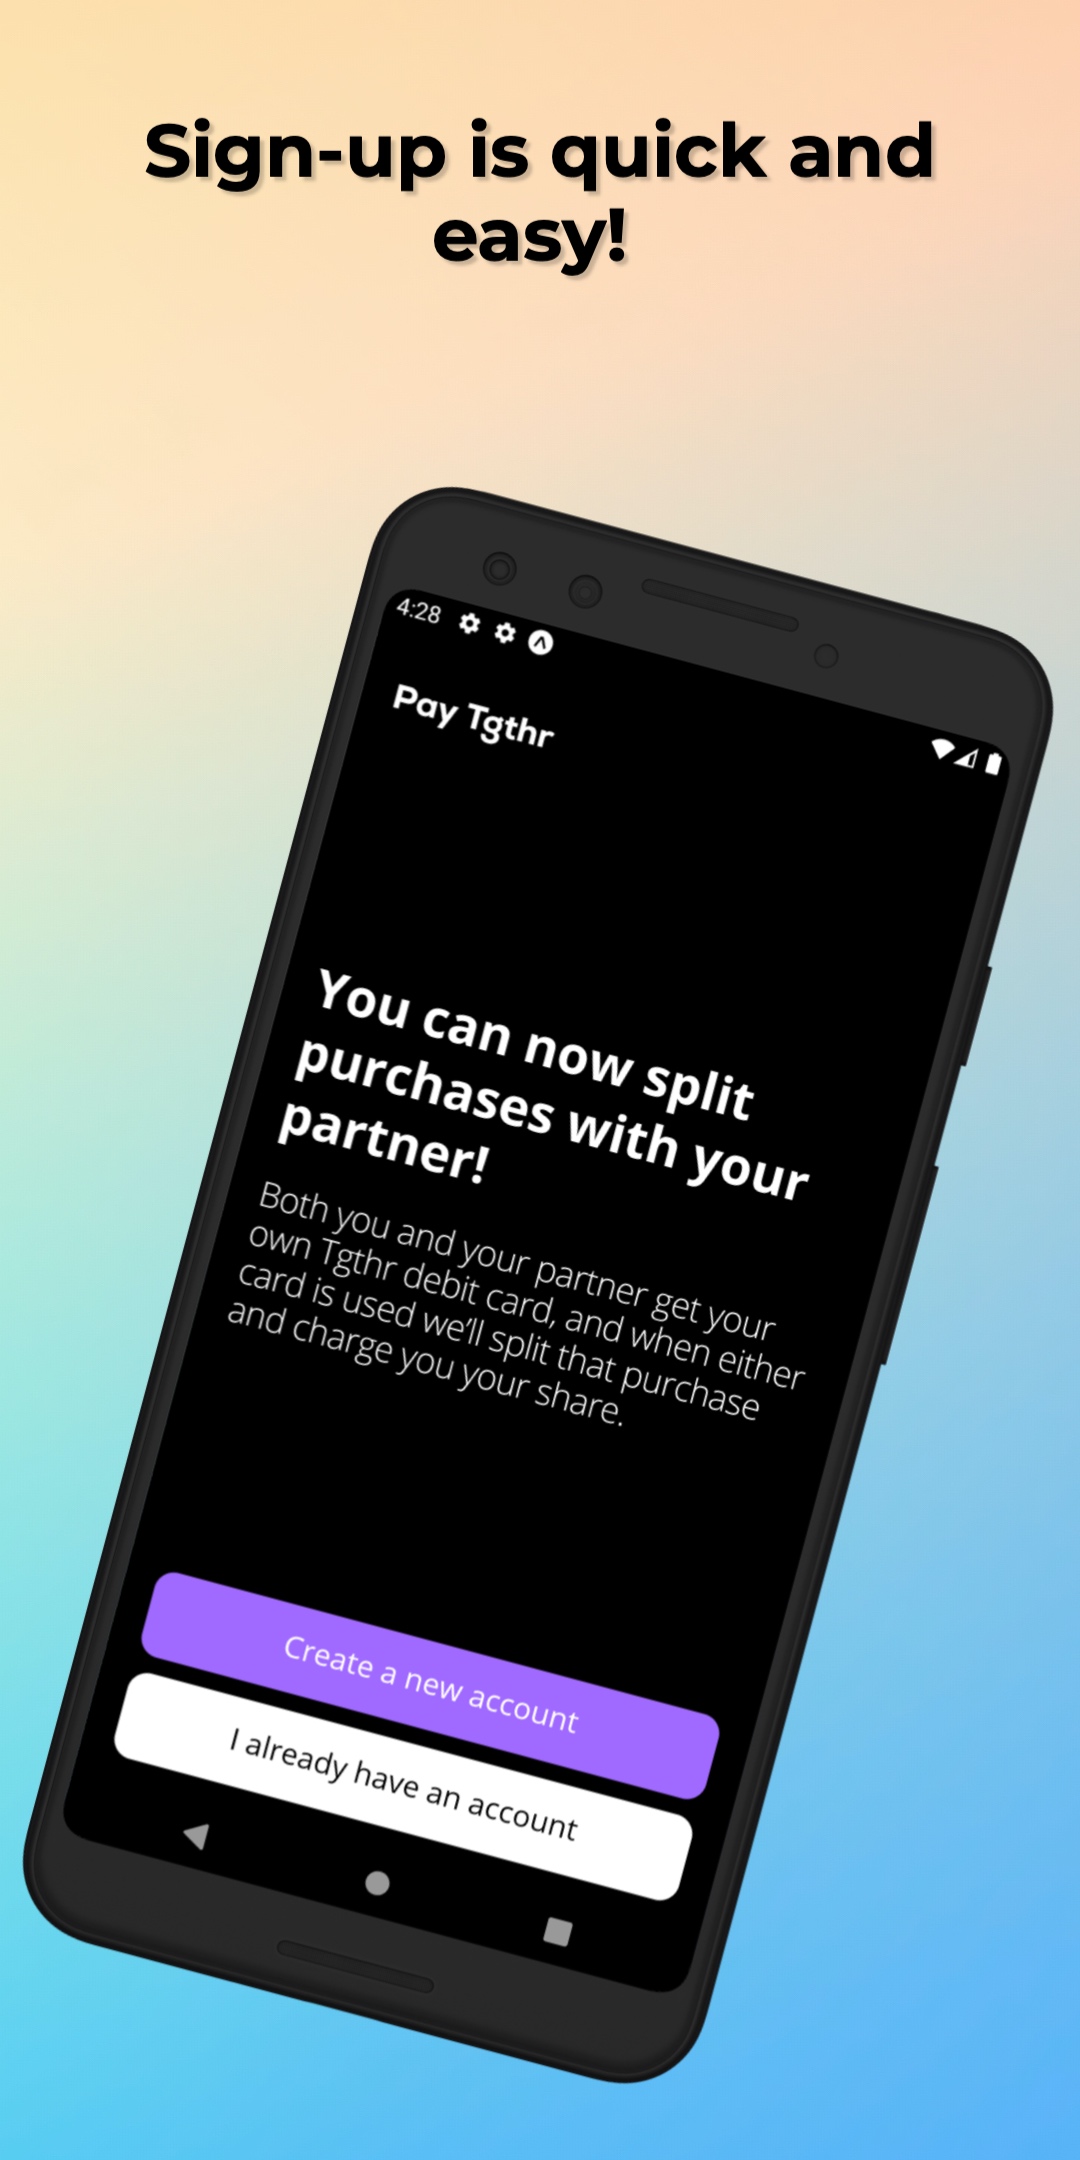 Sign-up is quick and
easy!
4:28
Pay Tgthr
You can now split
purchases with your
partner!
Both you and your partner get your
own Tgthr debit card, and when either
card is used we’ll split that purchase
and charge you your share.
Create a new account
I already have an account